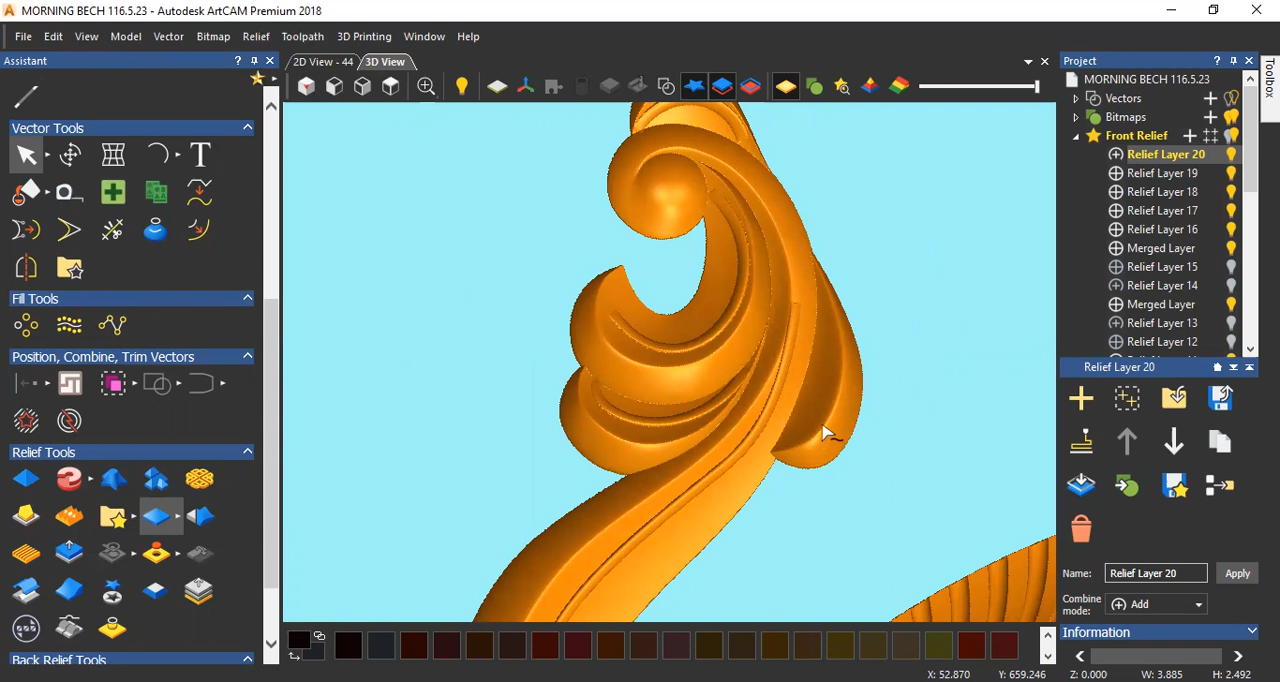 MORNING BECH 116.5.23 - Autodesk ArtCAM Premium 2018
File Edit View Model Vector Bitmap Relief Toolpath 3D Printing Window Help
Assistant ?
2D View - 44 3D View
Project ?
Toolbox
MORNING BECH 116.5.23
Vectors
Bitmaps
Front Relief
Relief Layer 20
Relief Layer 19
Relief Layer 18
Relief Layer 17
Relief Layer 16
Merged Layer
Relief Layer 15
Relief Layer 14
Merged Layer
Relief Layer 13
Relief Layer 12
Vector Tools
Fill Tools
Position, Combine, Trim Vectors
Relief Tools
Back Relief Tools
Relief Layer 20
Name: Relief Layer 20 Apply
Combine mode: Add
Information
X: 52.870 Y: 659.246 Z: 0.000 W: 3.885 H: 2.492